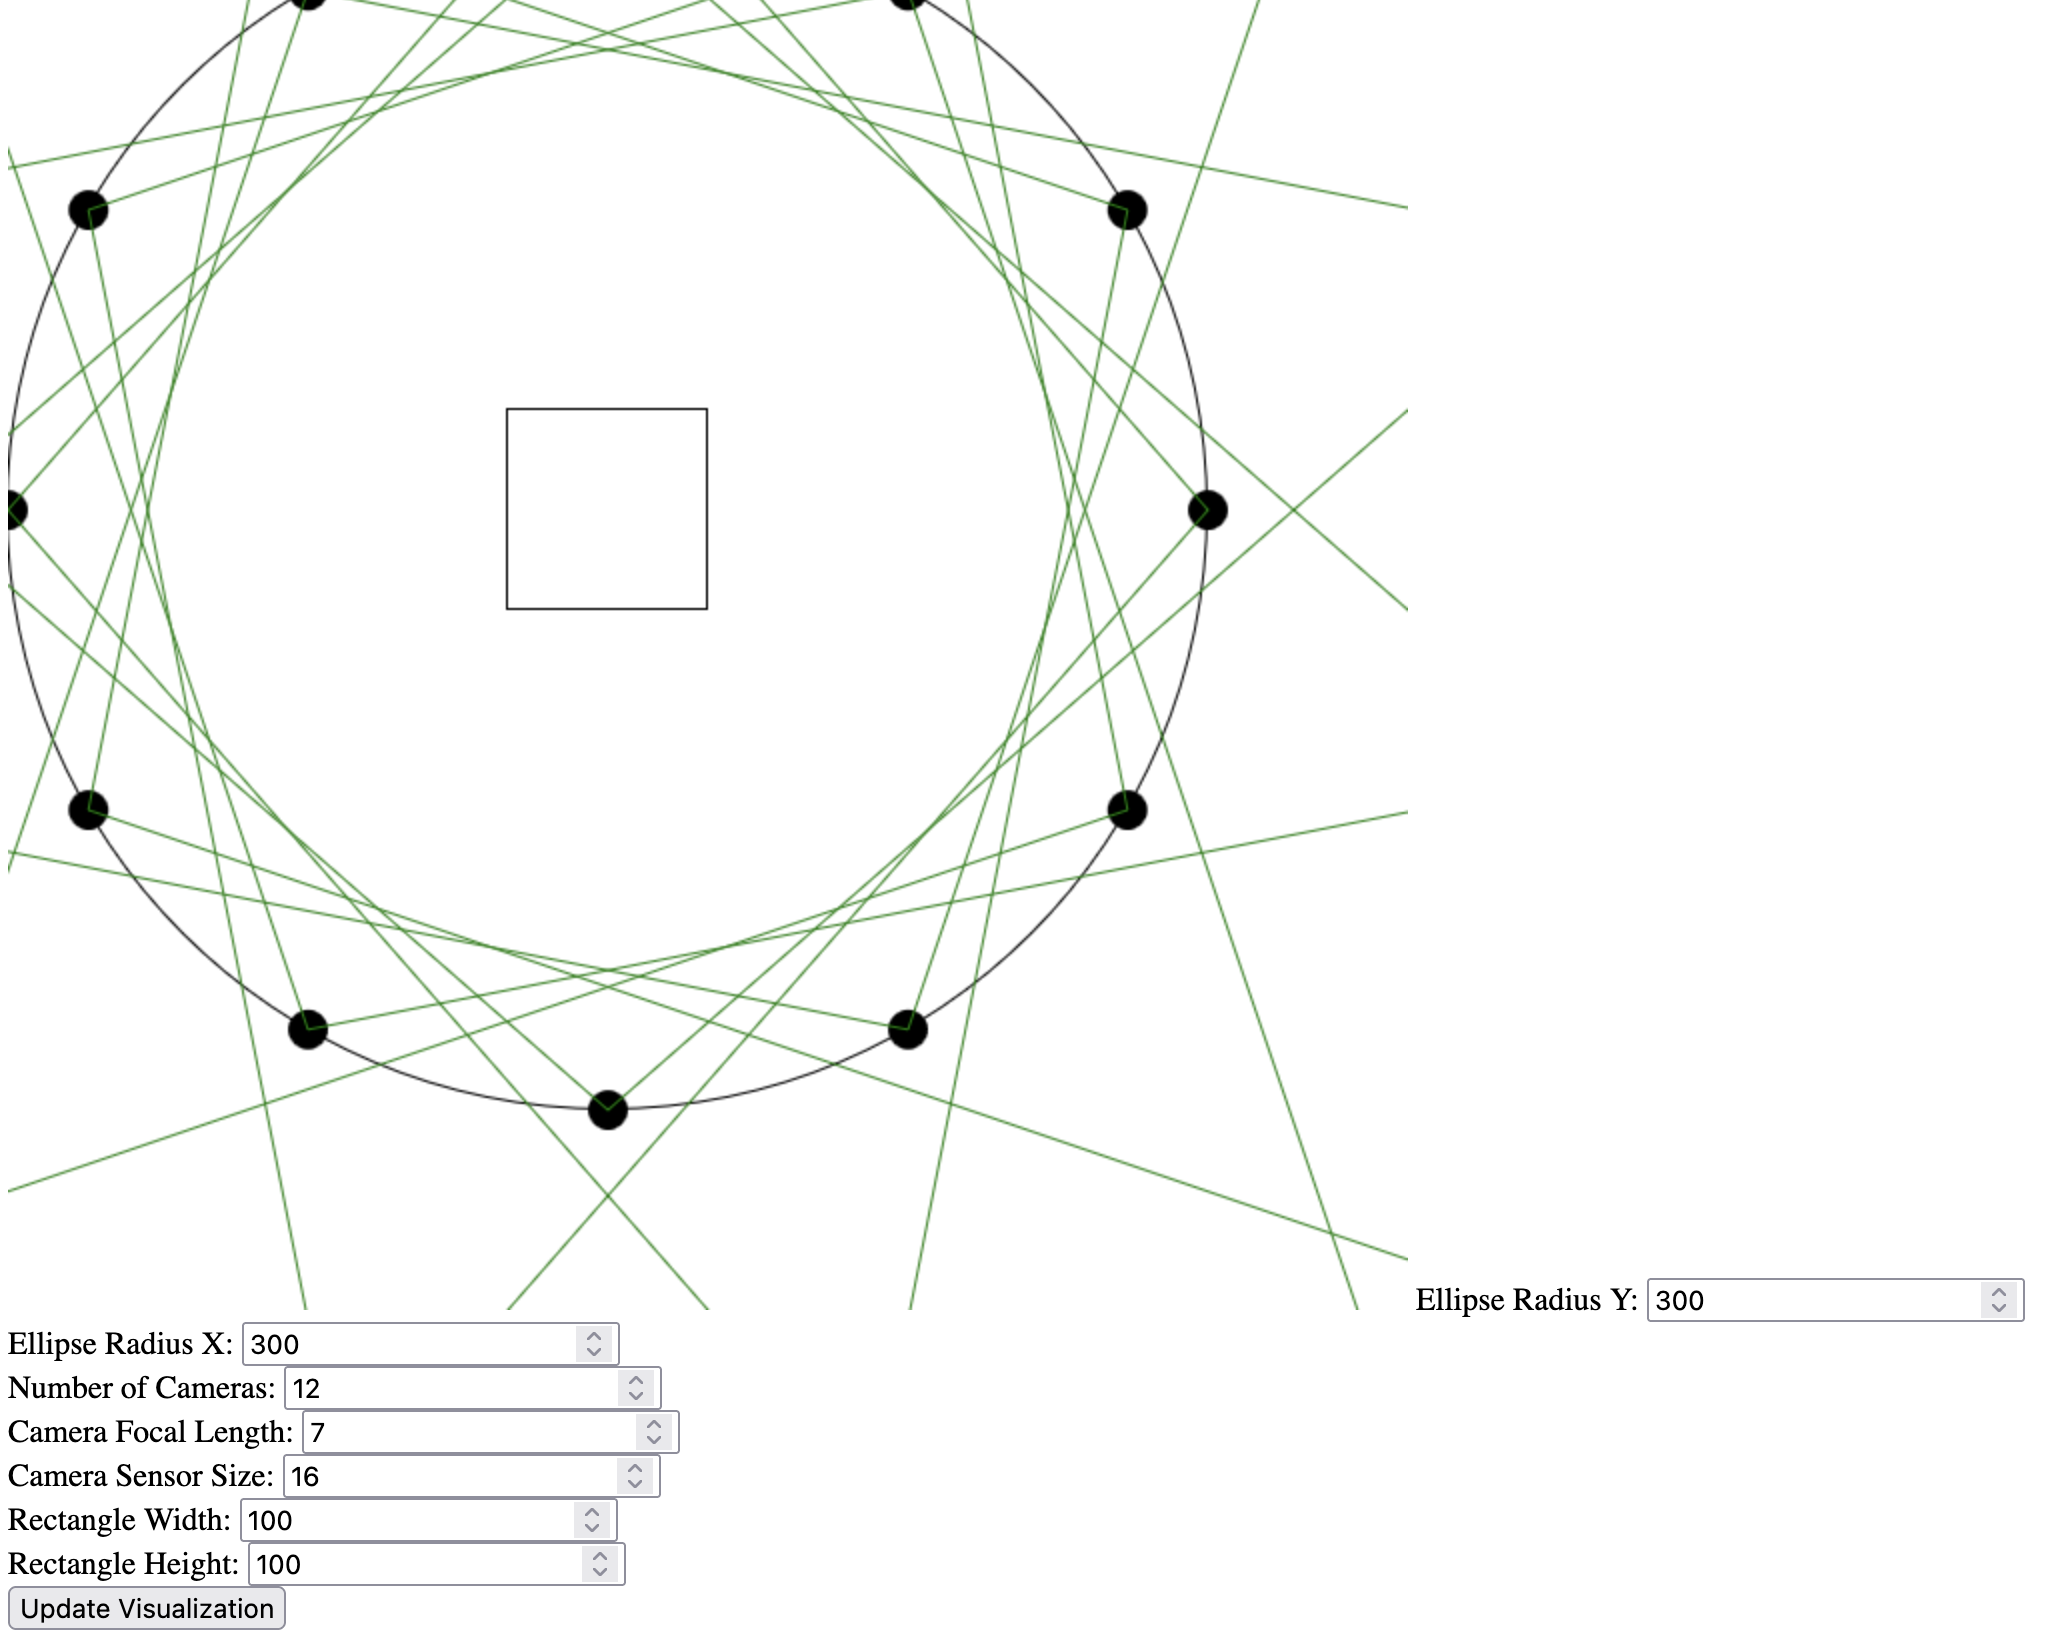 Ellipse Radius Y: 300
Ellipse Radius X: 300
Number of Cameras: 12
Camera Focal Length: 7
Camera Sensor Size: 16
Rectangle Width: 100
Rectangle Height: 100
Update Visualization